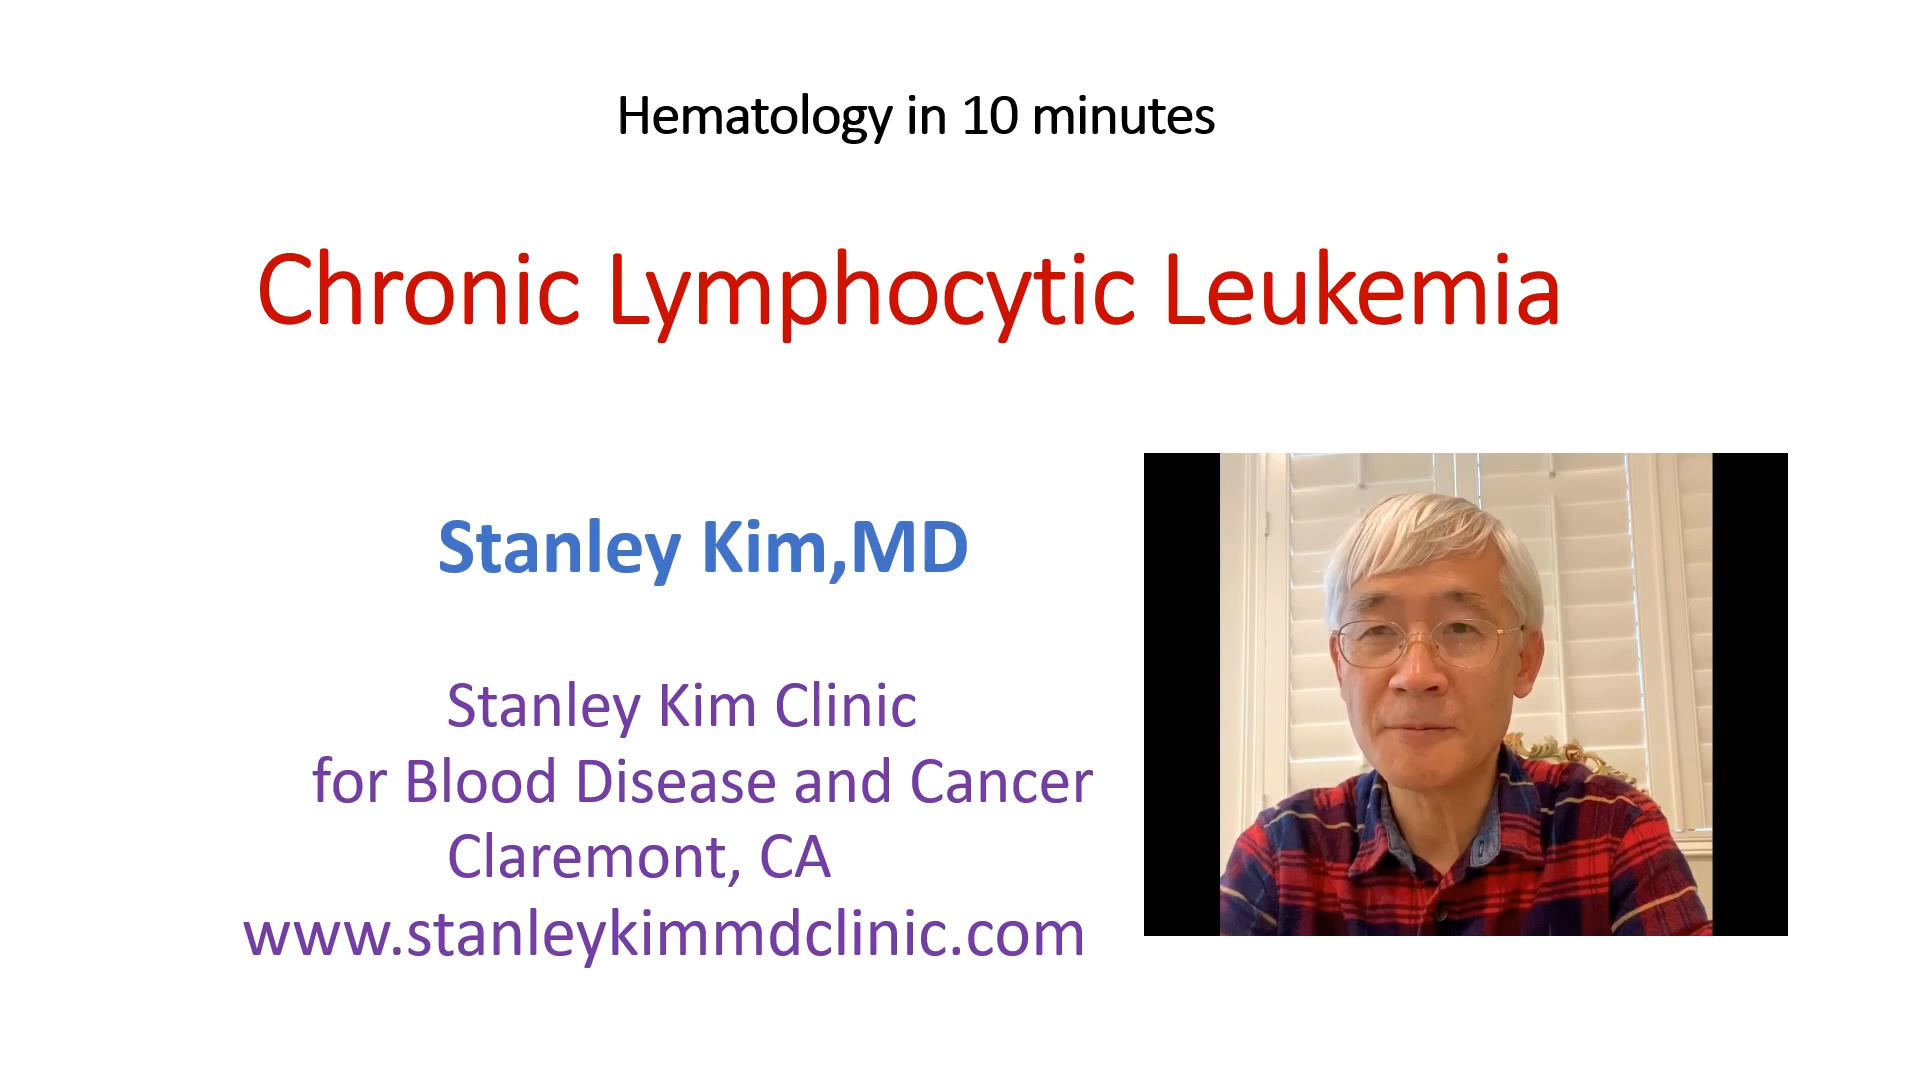 Hematology in 10 minutes
Chronic Lymphocytic Leukemia
Stanley Kim,MD
Stanley Kim Clinic
for Blood Disease and Cancer
Claremont, CA
www.stanleykimmdclinic.com